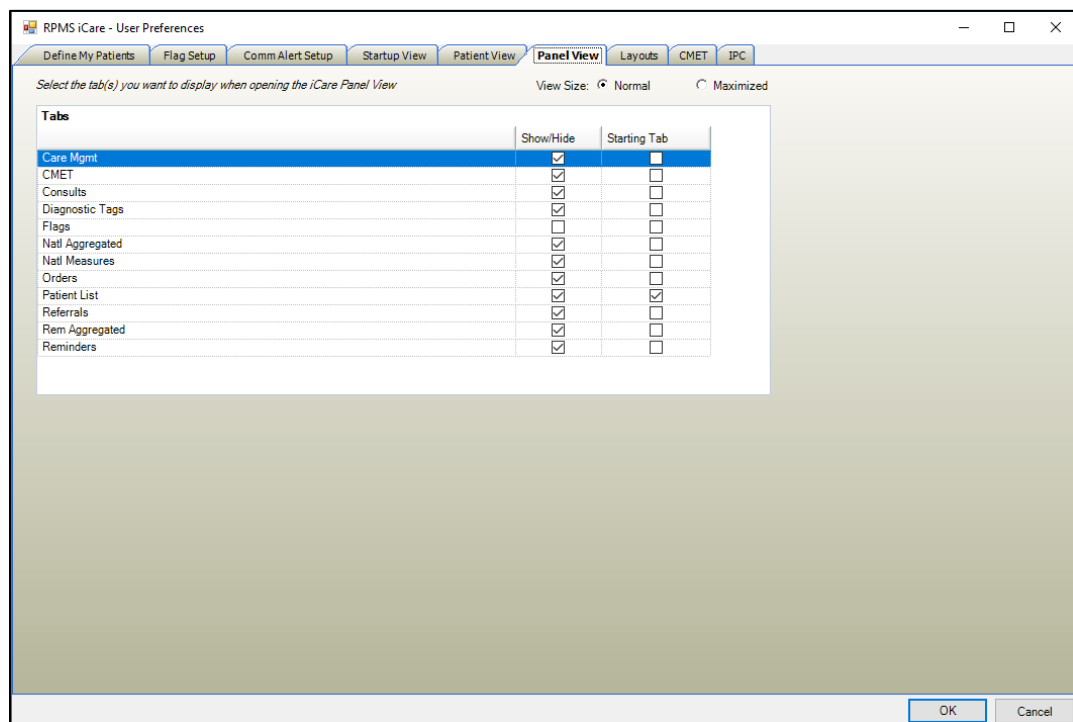 RPMS iCare - User Preferences
Define My Patients Flag Setup Comm Alert Setup Startup View Patient View Panel View Layouts CMET IPC
Select the tab(s) you want to display when opening the iCare Panel View View Size: Normal Maximized
Tabs
Show/Hide Starting Tab
Care Mgmt
CMET
Consults
Diagnostic Tags
Flags
Natl Aggregated
Natl Measures
Orders
Patient List
Referrals
Rem Aggregated
Reminders
OK Cancel